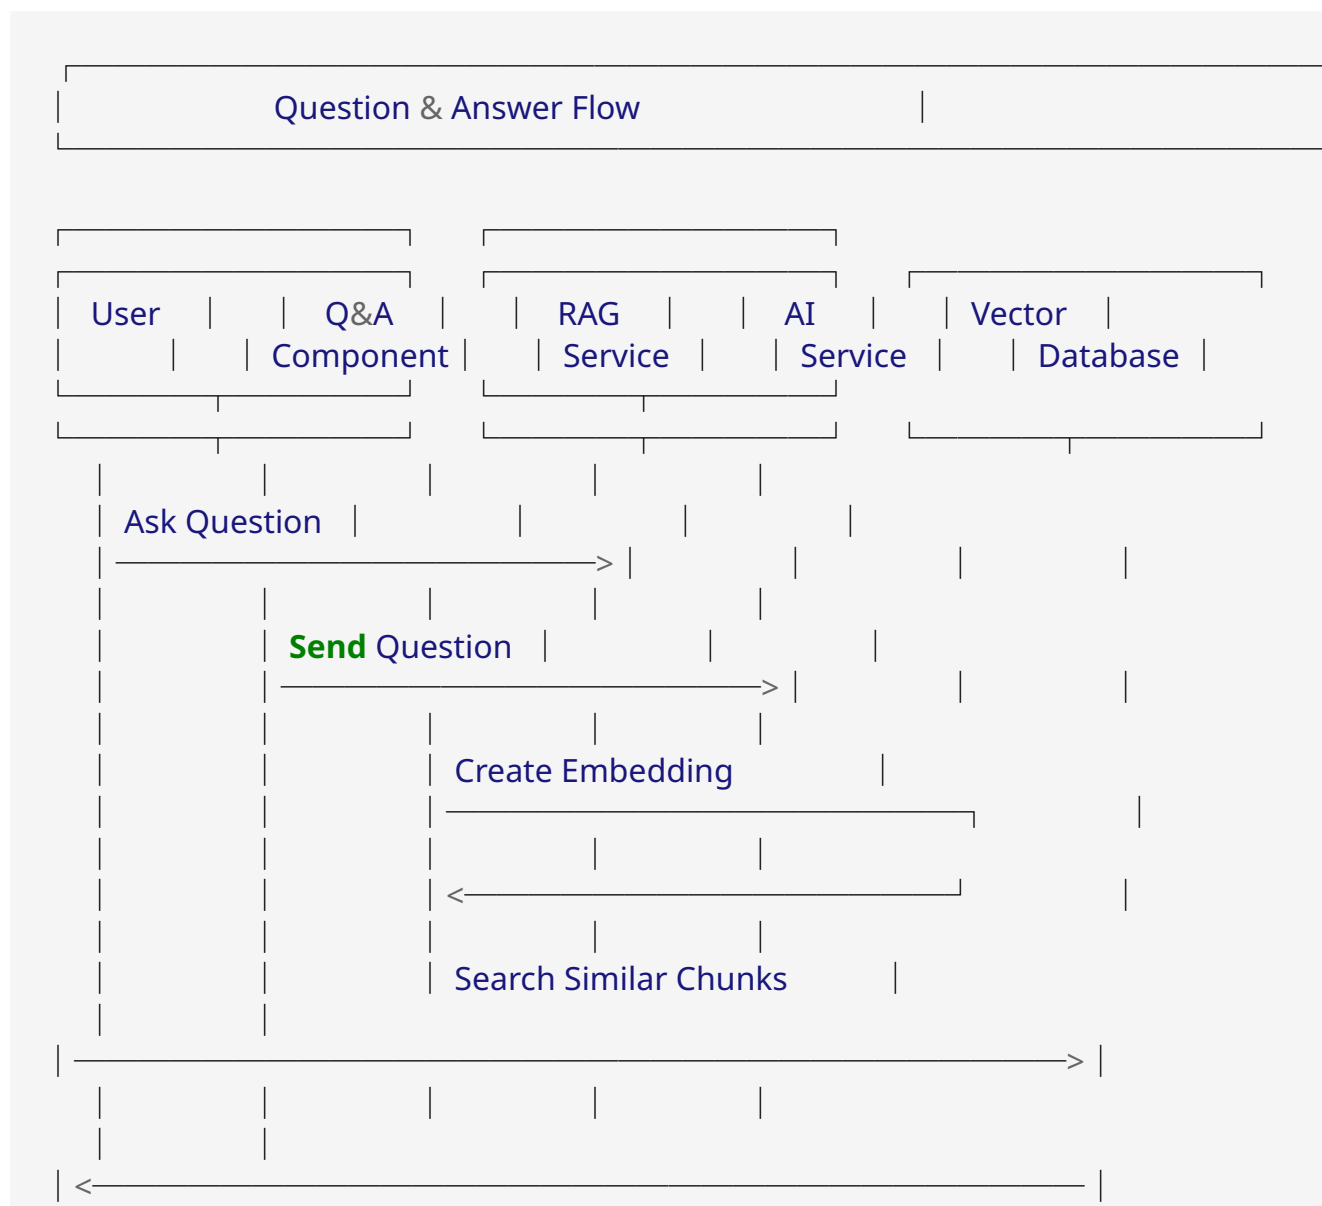 Question & Answer Flow
User Q&A RAG AI Vector
Component Service Service Database
Ask Question
>
Send Question
>
Create Embedding
<
Search Similar Chunks
>
<